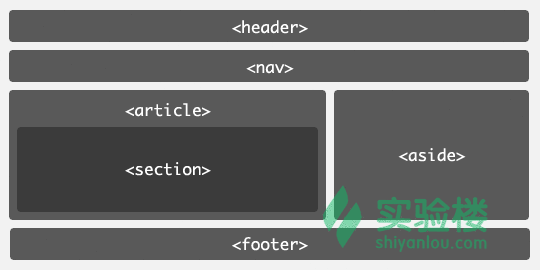 <header>
<nav>
<article>
<section>
<aside>
实验楼
shiyanlou.com
<footer>